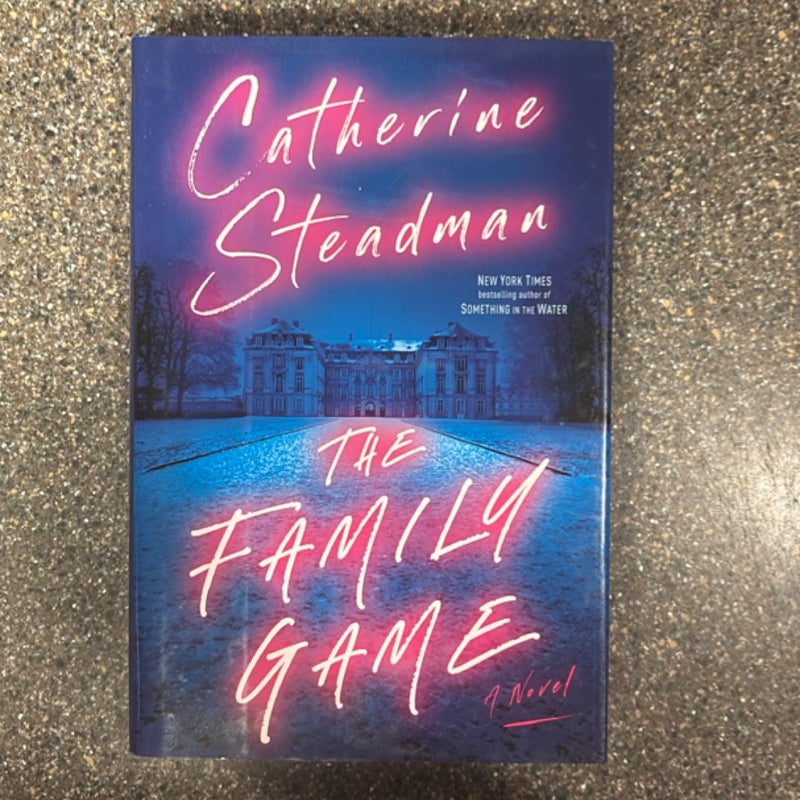 Catherine
Steadman
NEW YORK TIMES
bestselling author of
SOMETHING IN THE WATER
THE
FAMILY
GAME
A Novel